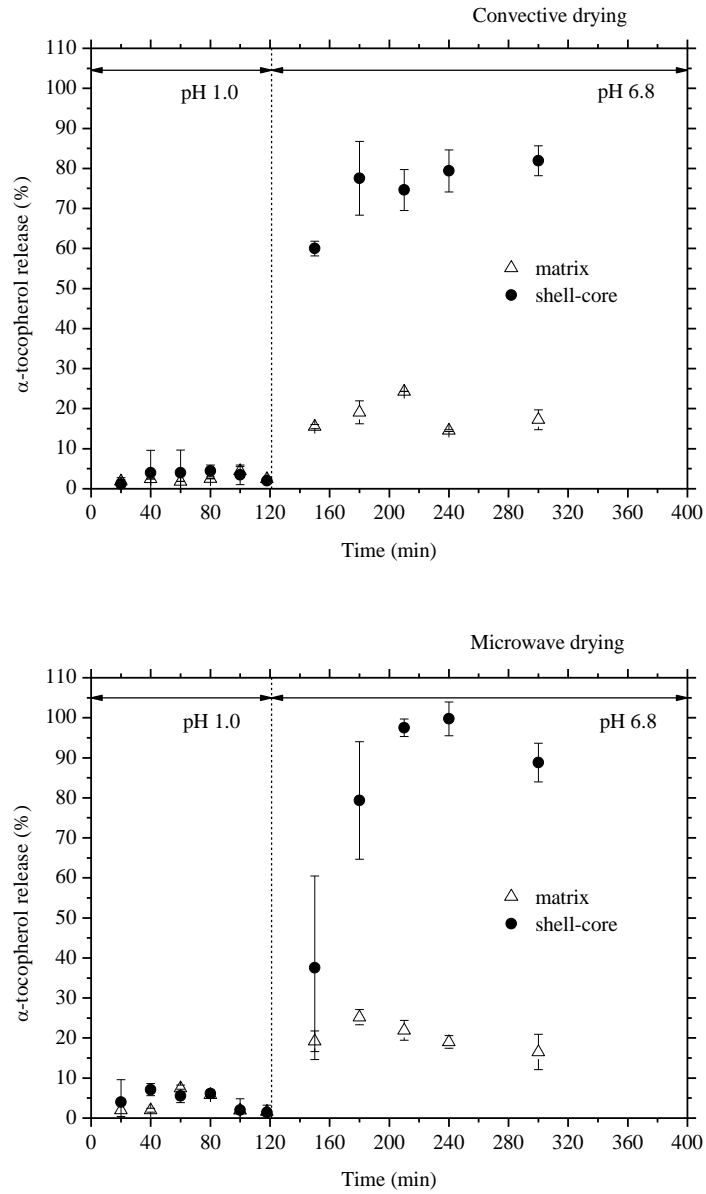 Convective drying
110
100
90
80
70
60
50
40
30
20
10
0
α-tocopherol release (%)
pH 1.0
pH 6.8
matrix
shell-core
0 40 80 120 160 200 240 280 320 360 400
Time (min)
Microwave drying
110
100
90
80
70
60
50
40
30
20
10
0
α-tocopherol release (%)
pH 1.0
pH 6.8
matrix
shell-core
0 40 80 120 160 200 240 280 320 360 400
Time (min)